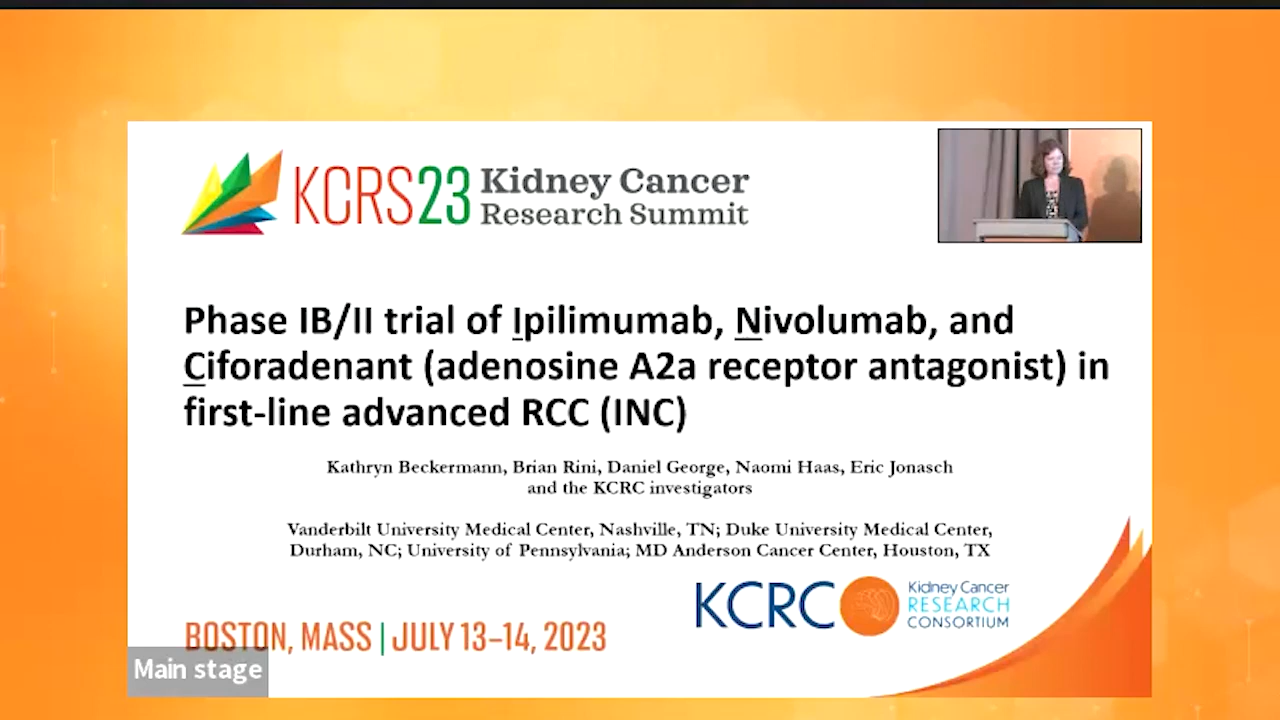 KCRS23 Kidney Cancer
Research Summit
Phase IB/II trial of Ipilimumab, Nivolumab, and
Ciforadenant (adenosine A2a receptor antagonist) in
first-line advanced RCC (INC)
Kathryn Beckermann, Brian Rini, Daniel George, Naomi Haas, Eric Jonasch
and the KCRC investigators
Vanderbilt University Medical Center, Nashville, TN; Duke University Medical Center,
Durham, NC; University of Pennsylvania; MD Anderson Cancer Center, Houston, TX
KCRC Kidney Cancer
RESEARCH
CONSORTIUM
BOSTON, MASS | JULY 13–14, 2023
Main stage